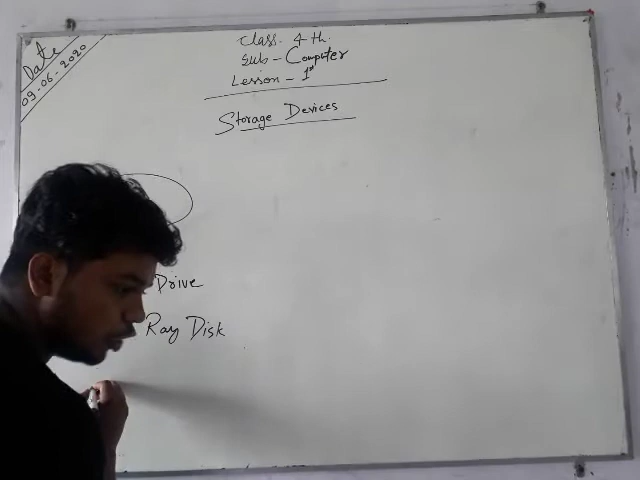 Date
09-06-2020
Class- 4th.
Sub- Computer
Lesson- 1st
Storage Devices
Drive
Ray Disk